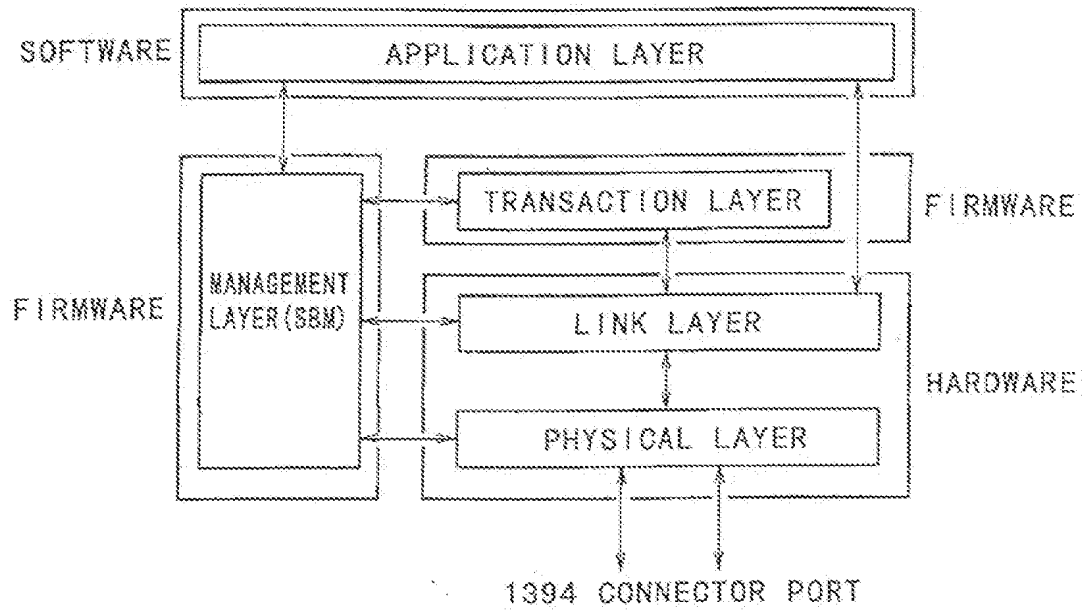 SOFTWARE
APPLICATION LAYER
TRANSACTION LAYER
FIRMWARE
MANAGEMENT
LAYER(SBM)
FIRMWARE
LINK LAYER
HARDWARE
PHYSICAL LAYER
1394 CONNECTOR PORT